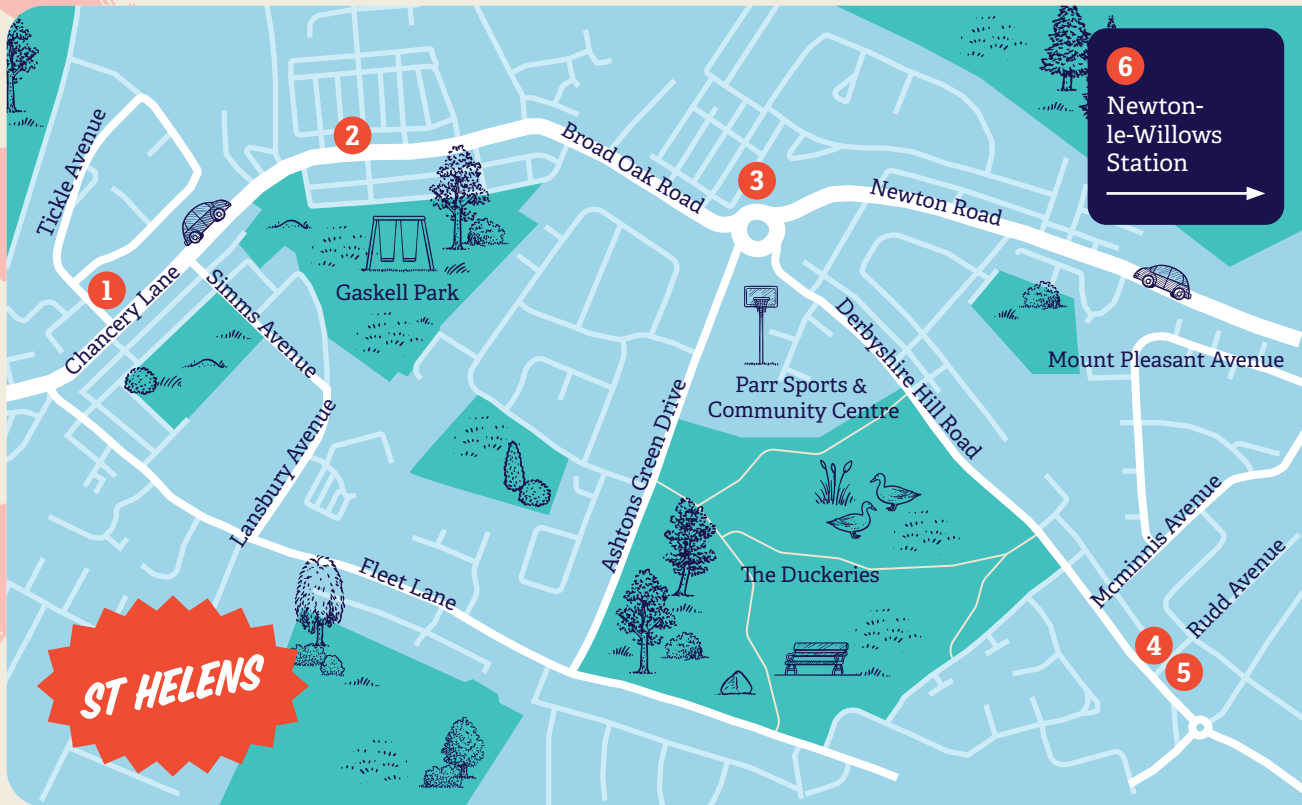 6
Newton-
le-Willows
Station
Tickle Avenue
2
Broad Oak Road
3
Newton Road
1
Chancery Lane
Simms Avenue
Gaskell Park
Derbyshire Hill Road
Mount Pleasant Avenue
Parr Sports &
Community Centre
Lansbury Avenue
Ashtons Green Drive
Mcminnis Avenue
Rudd Avenue
Fleet Lane
The Duckeries
4
5
ST HELENS